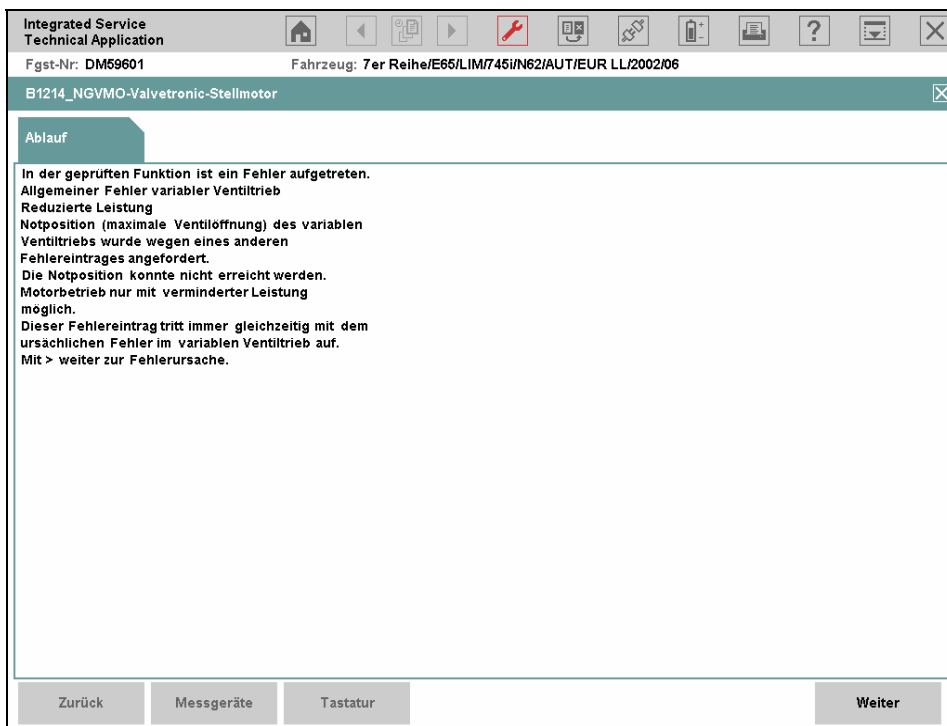 Integrated Service
Technical Application
Fgst-Nr: DM59601 Fahrzeug: 7er Reihe/E65/LIM/745i/N62/AUT/EUR LL/2002/06
B1214_NGVMO-Valvetronic-Stellmotor
Ablauf
In der geprüften Funktion ist ein Fehler aufgetreten.
Allgemeiner Fehler variabler Ventiltrieb
Reduzierte Leistung
Notposition (maximale Ventilöffnung) des variablen
Ventiltriebs wurde wegen eines anderen
Fehlereintrages angefordert.
Die Notposition konnte nicht erreicht werden.
Motorbetrieb nur mit verminderter Leistung
möglich.
Dieser Fehlereintrag tritt immer gleichzeitig mit dem
ursächlichen Fehler im variablen Ventiltrieb auf.
Mit > weiter zur Fehlerursache.
Zurück Messgeräte Tastatur Weiter